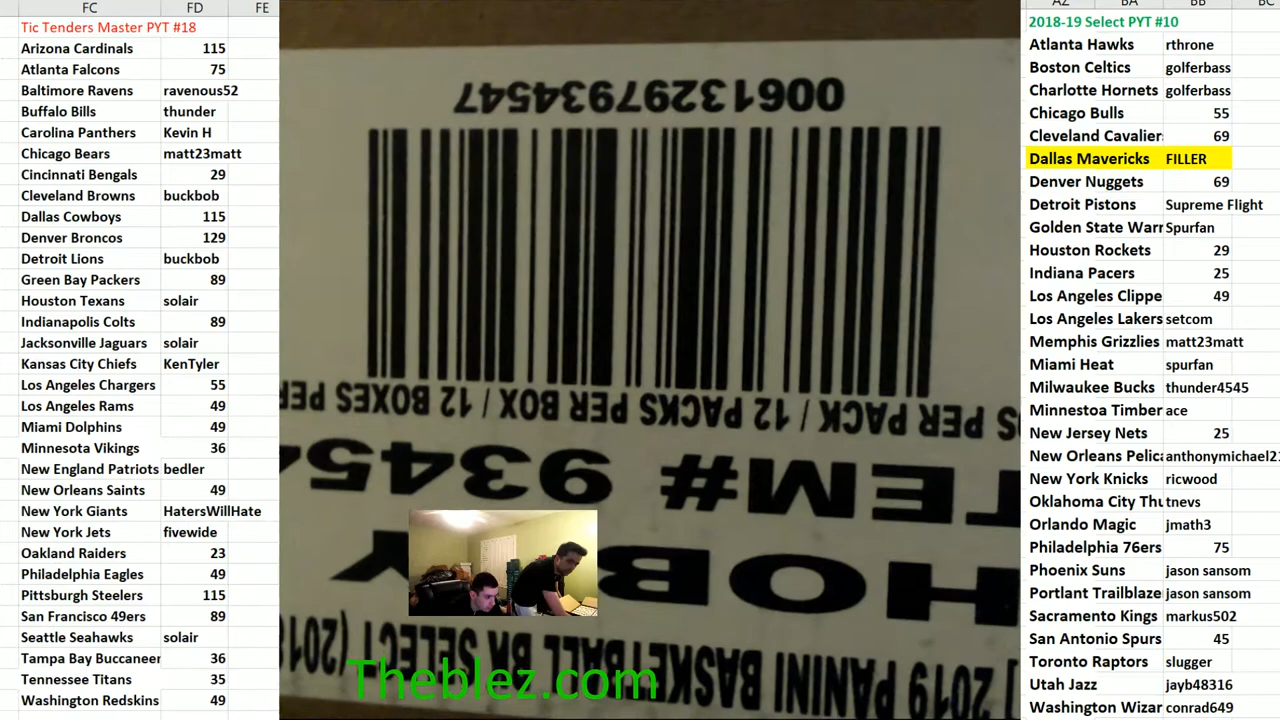 FC FD FE
Tic Tenders Master PYT #18
Arizona Cardinals 115
Atlanta Falcons 75
Baltimore Ravens ravenous52
Buffalo Bills thunder
Carolina Panthers Kevin H
Chicago Bears matt23matt
Cincinnati Bengals 29
Cleveland Browns buckbob
Dallas Cowboys 115
Denver Broncos 129
Detroit Lions buckbob
Green Bay Packers 89
Houston Texans solair
Indianapolis Colts 89
Jacksonville Jaguars solair
Kansas City Chiefs KenTyler
Los Angeles Chargers 55
Los Angeles Rams 49
Miami Dolphins 49
Minnesota Vikings 36
New England Patriots bedler
New Orleans Saints 49
New York Giants HatersWillHate
New York Jets fivewide
Oakland Raiders 23
Philadelphia Eagles 49
Pittsburgh Steelers 115
San Francisco 49ers 89
Seattle Seahawks solair
Tampa Bay Buccaneer 36
Tennessee Titans 35
Washington Redskins 49
00613297934547
S PER PACK / 12 PACKS PER BOX / 12 BOXES PER
TEM# 9345
HOBBY
2019 PANINI BASKETBALL BK SELECT (2018
Theblez.com
AZ BA BB BC
2018-19 Select PYT #10
Atlanta Hawks rthrone
Boston Celtics golferbass
Charlotte Hornets golferbass
Chicago Bulls 55
Cleveland Cavalier 69
Dallas Mavericks FILLER
Denver Nuggets 69
Detroit Pistons Supreme Flight
Golden State Warr Spurfan
Houston Rockets 29
Indiana Pacers 25
Los Angeles Clippe 49
Los Angeles Lakers setcom
Memphis Grizzlies matt23matt
Miami Heat spurfan
Milwaukee Bucks thunder4545
Minnestoa Timber ace
New Jersey Nets 25
New Orleans Pelica anthonymichael21
New York Knicks ricwood
Oklahoma City Thu tnevs
Orlando Magic jmath3
Philadelphia 76ers 75
Phoenix Suns jason sansom
Portlant Trailblaze jason sansom
Sacramento Kings markus502
San Antonio Spurs 45
Toronto Raptors slugger
Utah Jazz jayb48316
Washington Wizar conrad649